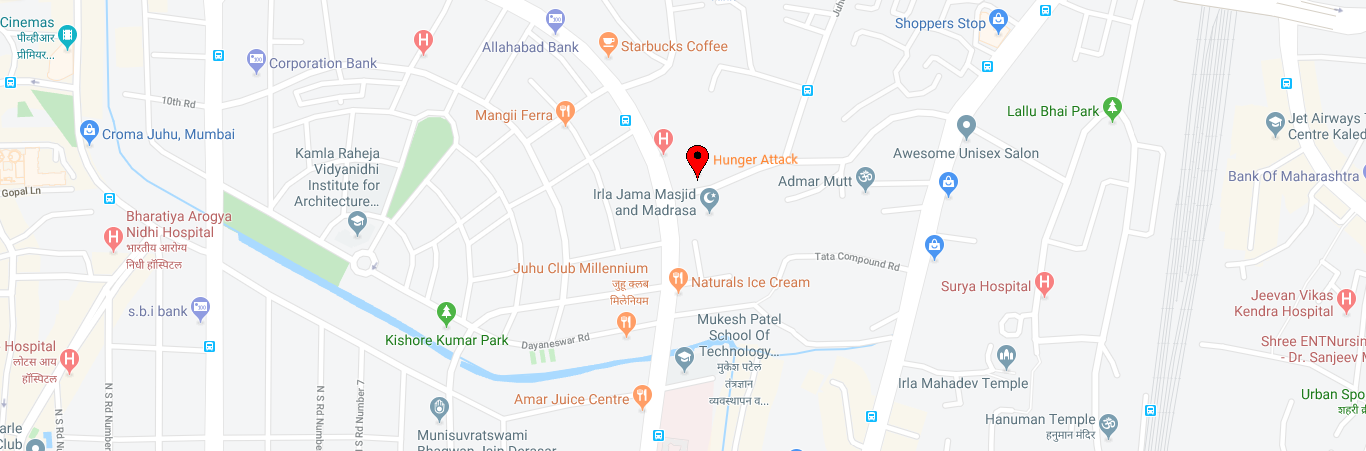 Cinemas
पीव्हीआर
प्रीमियर...
Allahabad Bank
Starbucks Coffee
Juh
Shoppers Stop
Corporation Bank
10th Rd
Mangii Ferra
Lallu Bhai Park
Croma Juhu, Mumbai
Jet Airways T
Centre Kaled
Kamla Raheja
Vidyanidhi
Institute for
Architecture...
Hunger Attack
Awesome Unisex Salon
Admar Mutt
Bank Of Maharashtra
Gopal Ln
Irla Jama Masjid
and Madrasa
Bharatiya Arogya
Nidhi Hospital
भारतीय आरोग्य
निधी हॉस्पिटल
Tata Compound Rd
Juhu Club Millennium
जुहू क्लब
मिलेनियम
Naturals Ice Cream
Surya Hospital
Jeevan Vikas
Kendra Hospital
s.b.i bank
Kishore Kumar Park
Dayaneswar Rd
Mukesh Patel
School Of
Technology...
मुकेश पटेल
तंत्रज्ञान
व्यवस्थापन व...
Hospital
लोटस आय
हॉस्पिटल
Shree ENTNursin
- Dr. Sanjeev M
Irla Mahadev Temple
Amar Juice Centre
Urban Spo
शहरी क्री
N S Rd Number
N S Rd Number
N S Rd Number 7
N S Rd
Hanuman Temple
हनुमान मंदिर
arle
Club
Munisuvratswami
Bhagwan Jain Derasar